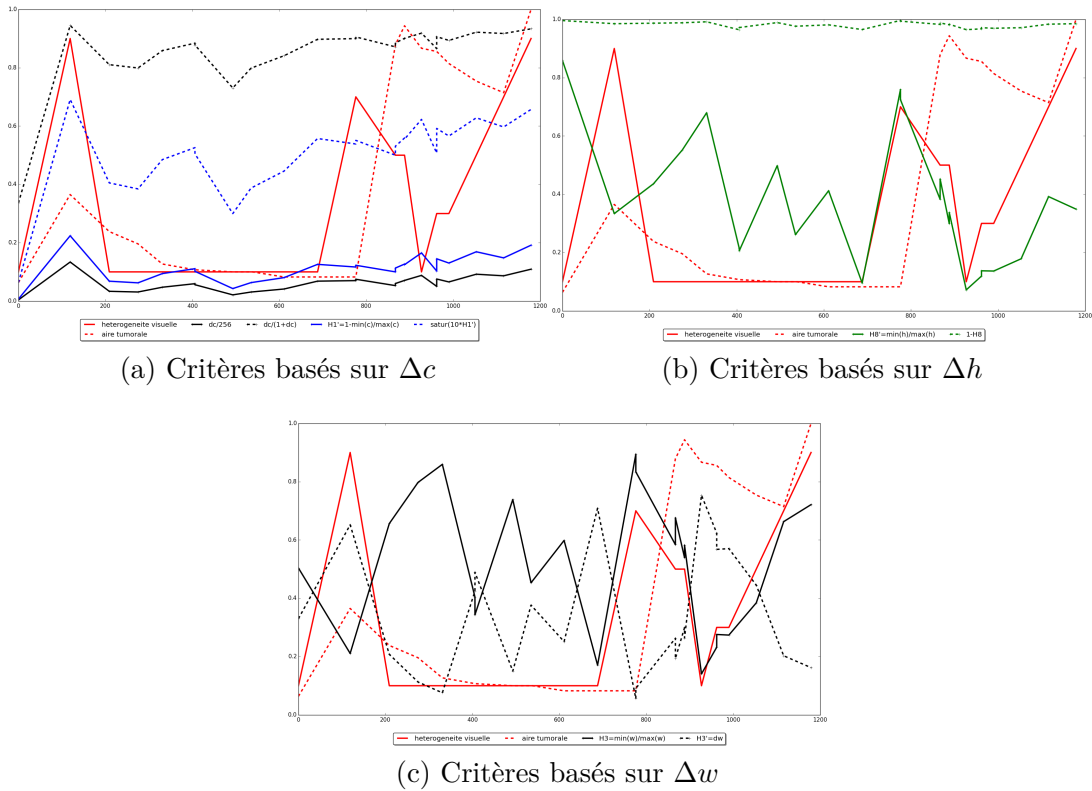 1.0
0.8
0.6
0.4
0.2
0.0
0 200 400 600 800 1000 1200
heterogeneite visuelle dc/256 dc/(1+dc) H1'=1-min(c)/max(c) satur(10*H1')
aire tumorale
(a) Critères basés sur Δc
1.0
0.8
0.6
0.4
0.2
0.0
0 200 400 600 800 1000 1200
heterogeneite visuelle aire tumorale H8'=min(h)/max(h) 1-H8
(b) Critères basés sur Δh
1.0
0.8
0.6
0.4
0.2
0.0
0 200 400 600 800 1000 1200
heterogeneite visuelle aire tumorale H3=min(w)/max(w) H3'=dw
(c) Critères basés sur Δw